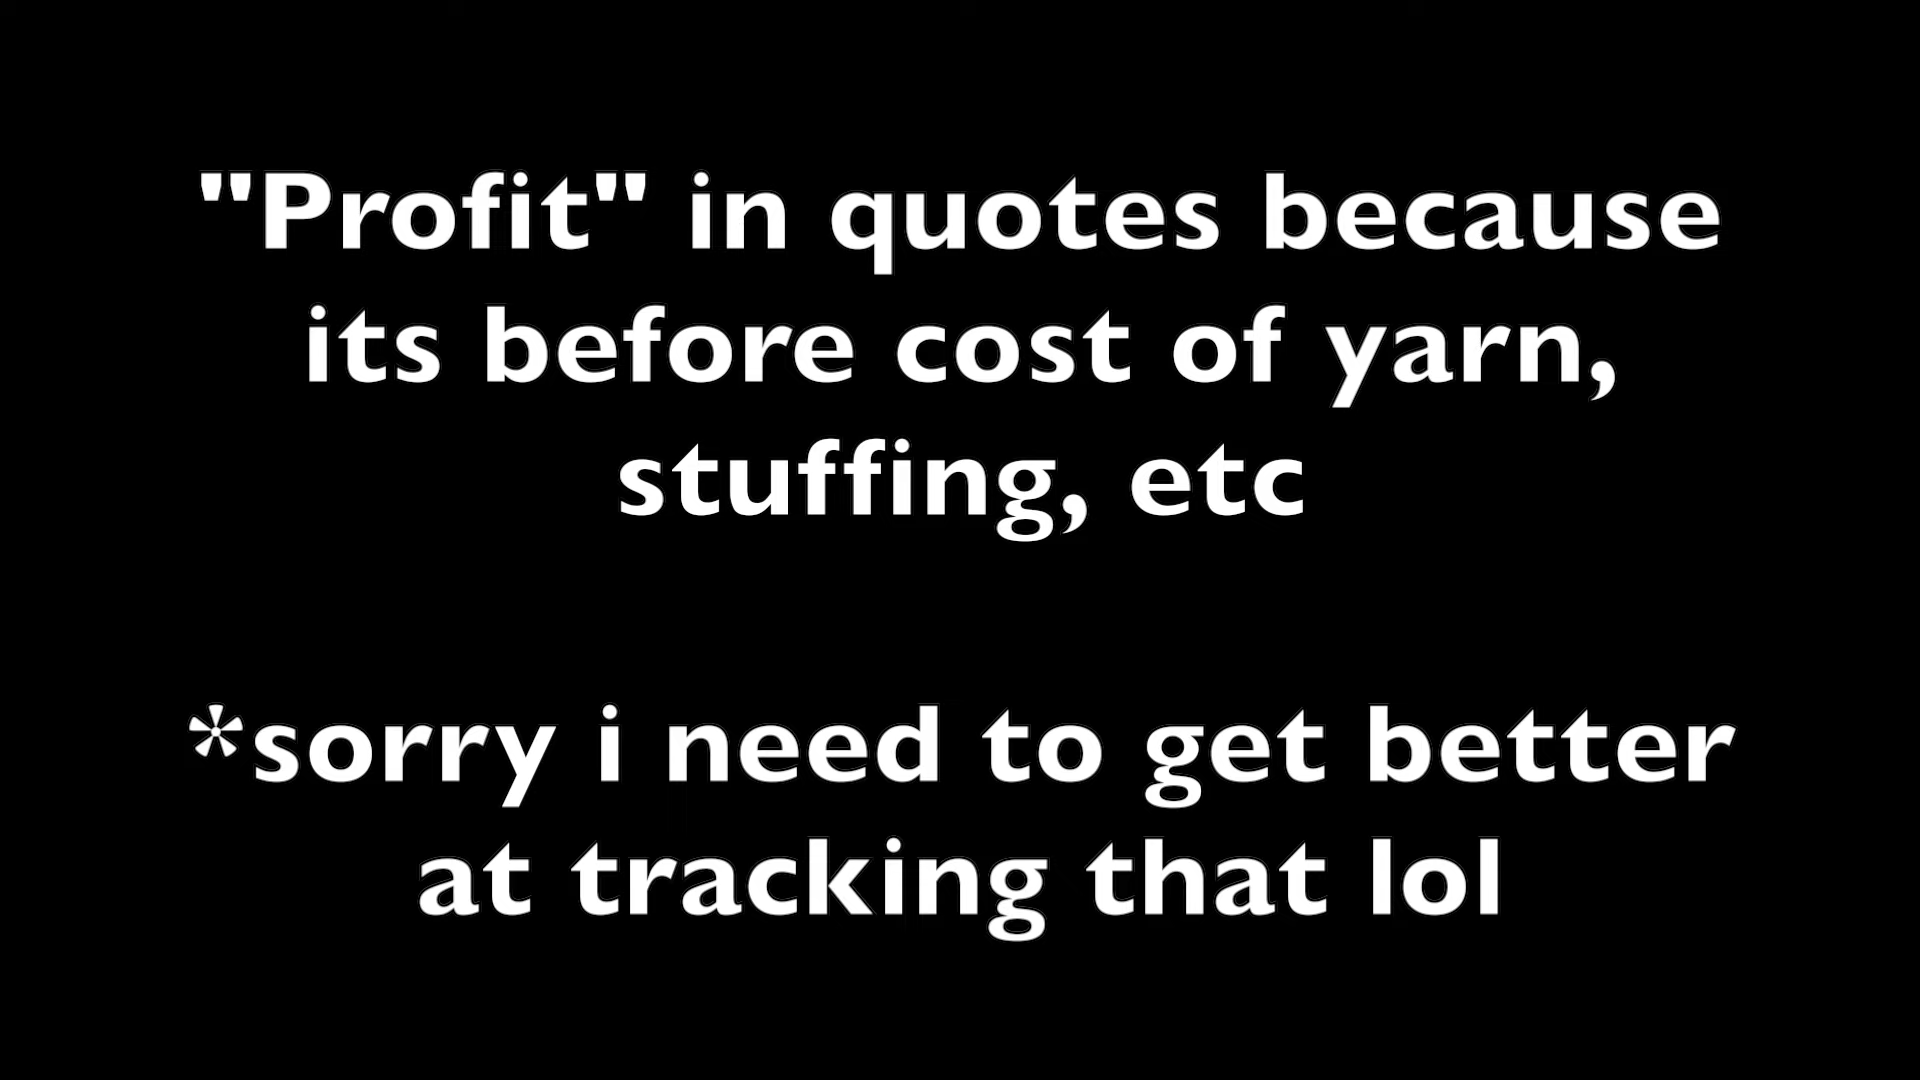 "Profit" in quotes because
its before cost of yarn,
stuffing, etc
*sorry i need to get better
at tracking that lol